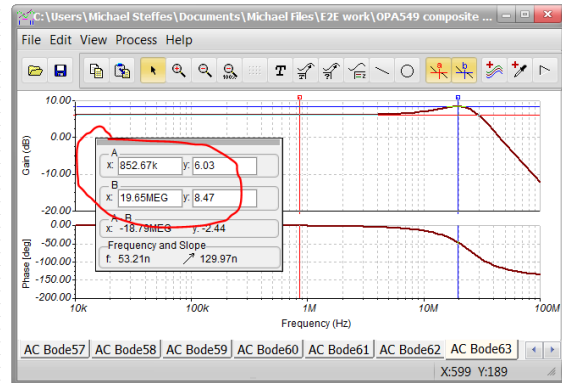 C:\Users\Michael Steffes\Documents\Michael Files\E2E work\OPA549 composite ...
File Edit View Process Help
100%
T
a
b
10.00
0.00
-10.00
-20.00
Gain (dB)
A
x: 852.67k y: 6.03
B
x: 19.65MEG y: 8.47
A - B
x: -18.79MEG y: -2.44
Frequency and Slope
f: 53.21n 129.97n
a
b
0.00
-50.00
-100.00
-150.00
-200.00
Phase [deg]
10k 100k 1M 10M 100M
Frequency (Hz)
AC Bode57 AC Bode58 AC Bode59 AC Bode60 AC Bode61 AC Bode62 AC Bode63
X:599 Y:189